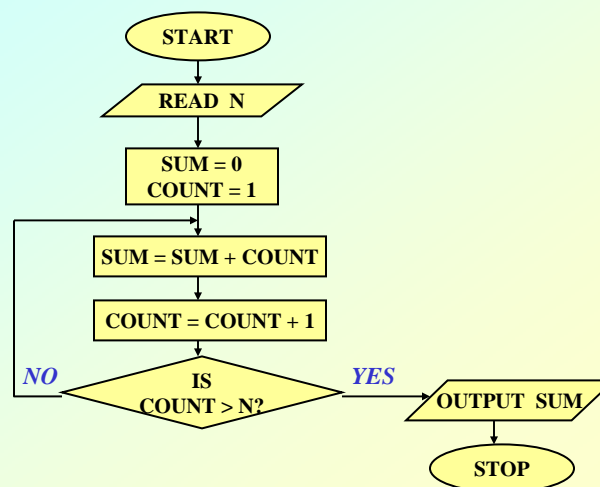 START
READ N
SUM = 0
COUNT = 1
SUM = SUM + COUNT
COUNT = COUNT + 1
NO
IS
COUNT > N?
YES
OUTPUT SUM
STOP